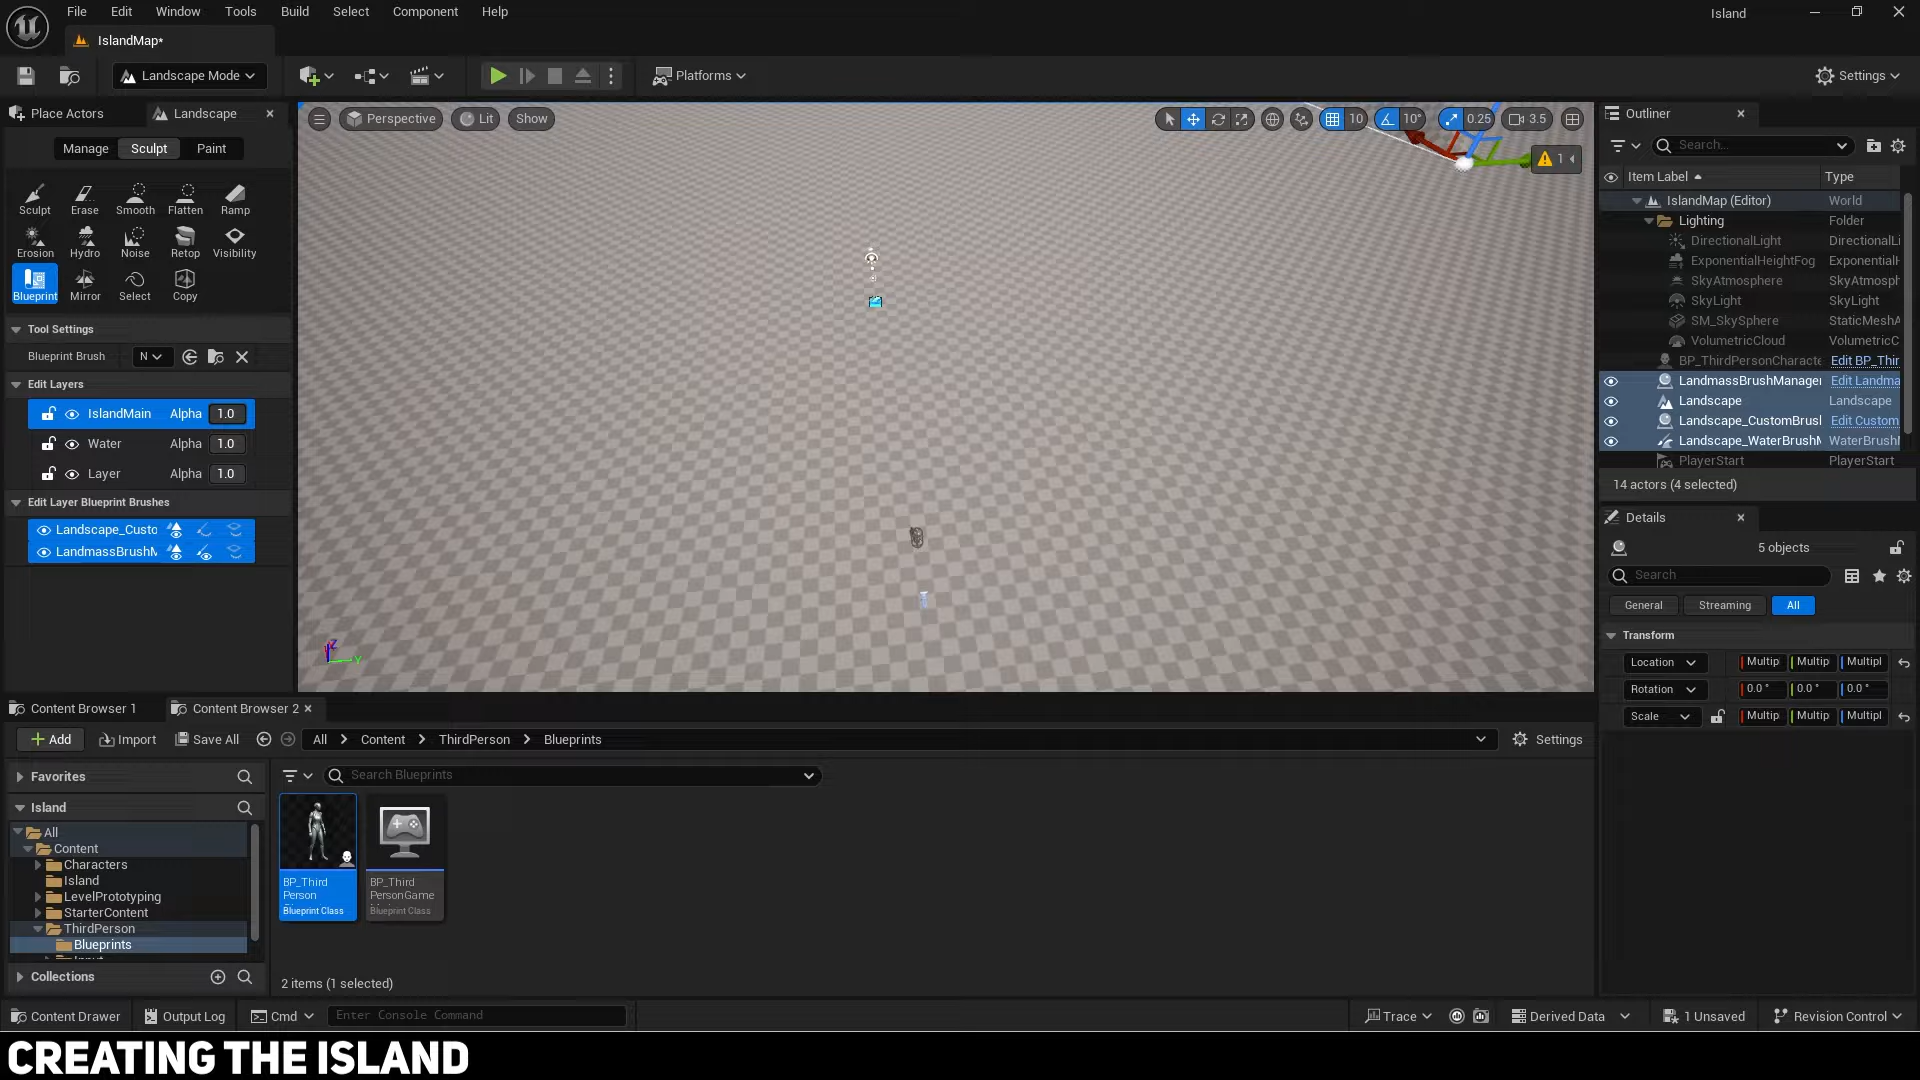 File Edit Window Tools Build Select Component Help
Island
IslandMap*
Landscape Mode
Platforms
Settings
Place Actors
Landscape
Manage Sculpt Paint
Sculpt Erase Smooth Flatten Ramp
Erosion Hydro Noise Retop Visibility
Blueprint Mirror Select Copy
Tool Settings
Blueprint Brush N
Edit Layers
IslandMain Alpha 1.0
Water Alpha 1.0
Layer Alpha 1.0
Edit Layer Blueprint Brushes
Landscape_Custo
LandmassBrushM
Perspective Lit Show
10 10° 0.25 3.5
1
Z
Y
Outliner
Search...
Item Label Type
IslandMap (Editor) World
Lighting Folder
DirectionalLight DirectionalLi
ExponentialHeightFog ExponentialH
SkyAtmosphere SkyAtmosph
SkyLight SkyLight
SM_SkySphere StaticMeshA
VolumetricCloud VolumetricC
BP_ThirdPersonCharacte Edit BP_Thir
LandmassBrushManager Edit Landma
Landscape Landscape
Landscape_CustomBrush Edit Custom
Landscape_WaterBrushM WaterBrushM
PlayerStart PlayerStart
14 actors (4 selected)
Details
5 objects
Search
General Streaming All
Transform
Location Multip Multip Multipl
Rotation 0.0 ° 0.0 ° 0.0 °
Scale Multip Multip Multipl
Content Browser 1 Content Browser 2
Add Import Save All All Content ThirdPerson Blueprints Settings
Favorites
Search Blueprints
Island
All
Content
Characters
Island
LevelPrototyping
StarterContent
ThirdPerson
Blueprints
Collections
BP_Third
Person
Blueprint Class
BP_Third
PersonGame
Blueprint Class
2 items (1 selected)
Content Drawer Output Log Cmd Enter Console Command Trace Derived Data 1 Unsaved Revision Control
CREATING THE ISLAND